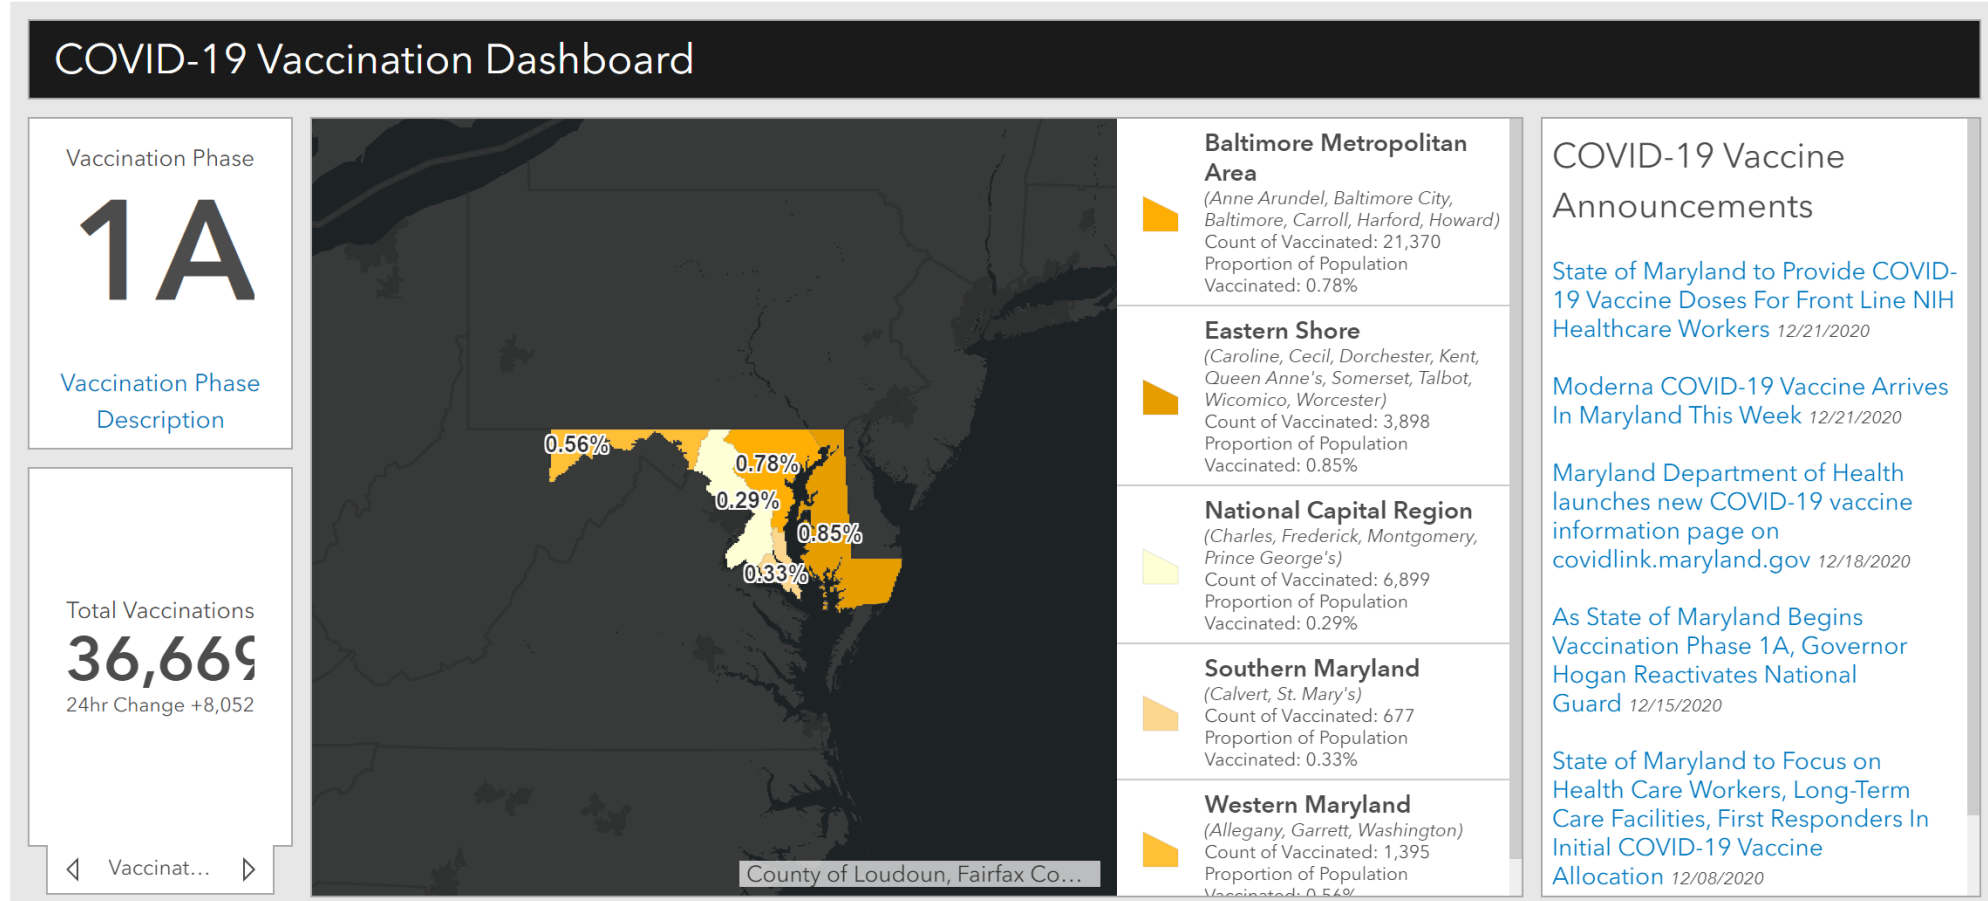 COVID-19 Vaccination Dashboard
Vaccination Phase
1A
Vaccination Phase
Description
Total Vaccinations
36,669
24hr Change +8,052
Vaccinat...
0.56%
0.78%
0.29%
0.85%
0.33%
County of Loudoun, Fairfax Co...
Baltimore Metropolitan
Area
(Anne Arundel, Baltimore City,
Baltimore, Carroll, Harford, Howard)
Count of Vaccinated: 21,370
Proportion of Population
Vaccinated: 0.78%
Eastern Shore
(Caroline, Cecil, Dorchester, Kent,
Queen Anne's, Somerset, Talbot,
Wicomico, Worcester)
Count of Vaccinated: 3,898
Proportion of Population
Vaccinated: 0.85%
National Capital Region
(Charles, Frederick, Montgomery,
Prince George's)
Count of Vaccinated: 6,899
Proportion of Population
Vaccinated: 0.29%
Southern Maryland
(Calvert, St. Mary's)
Count of Vaccinated: 677
Proportion of Population
Vaccinated: 0.33%
Western Maryland
(Allegany, Garrett, Washington)
Count of Vaccinated: 1,395
Proportion of Population
Vaccinated: 0.56%
COVID-19 Vaccine
Announcements
State of Maryland to Provide COVID-
19 Vaccine Doses For Front Line NIH
Healthcare Workers 12/21/2020
Moderna COVID-19 Vaccine Arrives
In Maryland This Week 12/21/2020
Maryland Department of Health
launches new COVID-19 vaccine
information page on
covidlink.maryland.gov 12/18/2020
As State of Maryland Begins
Vaccination Phase 1A, Governor
Hogan Reactivates National
Guard 12/15/2020
State of Maryland to Focus on
Health Care Workers, Long-Term
Care Facilities, First Responders In
Initial COVID-19 Vaccine
Allocation 12/08/2020